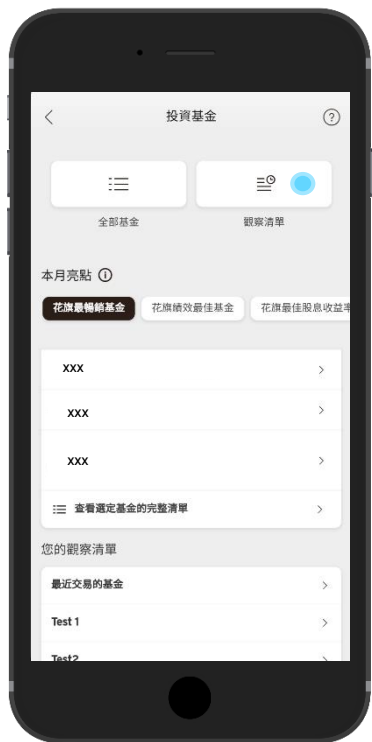 投資基金
全部基金
觀察清單
本月亮點
花旗最暢銷基金
花旗績效最佳基金
花旗最佳股息收益率
XXX
XXX
XXX
查看選定基金的完整清單
您的觀察清單
最近交易的基金
Test 1
Test2